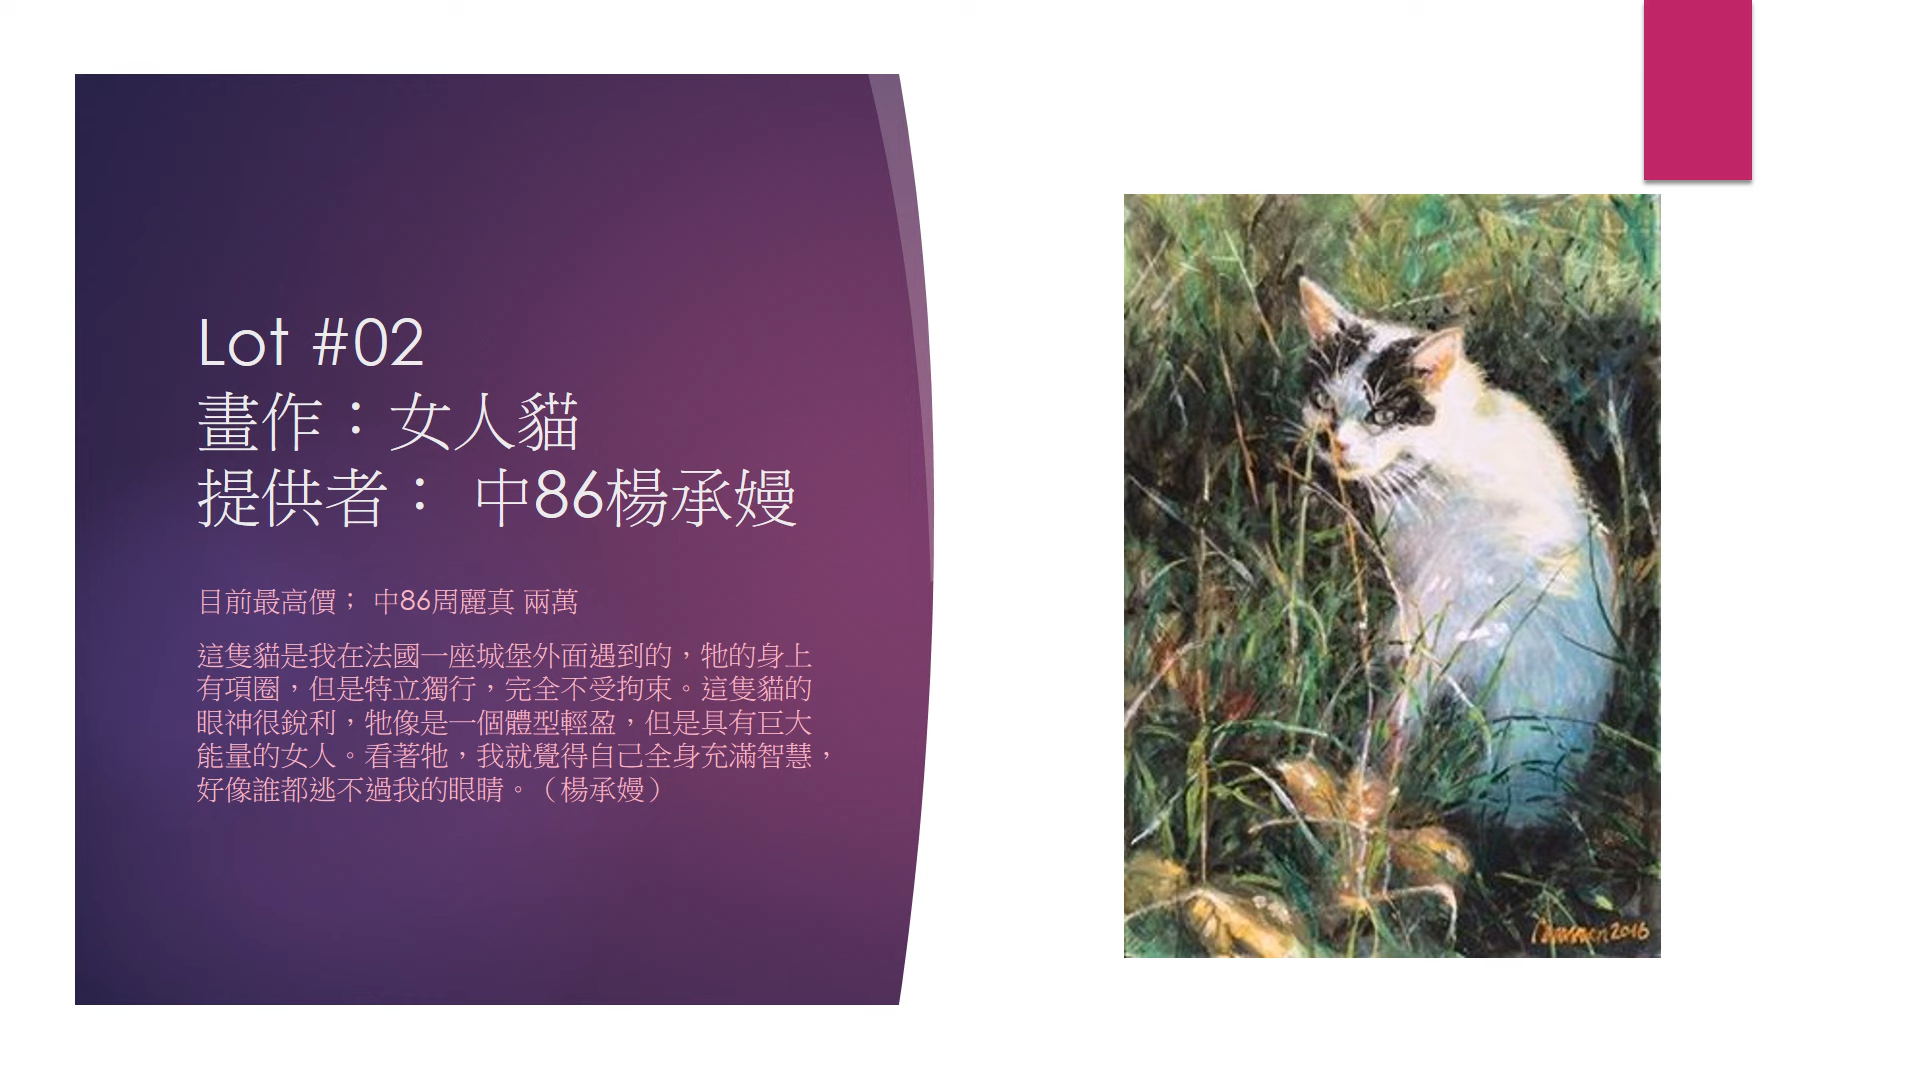 Lot #02
畫作：女人貓
提供者： 中86楊承嫚
目前最高價； 中86周麗真 兩萬
這隻貓是我在法國一座城堡外面遇到的，牠的身上
有項圈，但是特立獨行，完全不受拘束。這隻貓的
眼神很銳利，牠像是一個體型輕盈，但是具有巨大
能量的女人。看著牠，我就覺得自己全身充滿智慧，
好像誰都逃不過我的眼睛。（楊承嫚）
2016